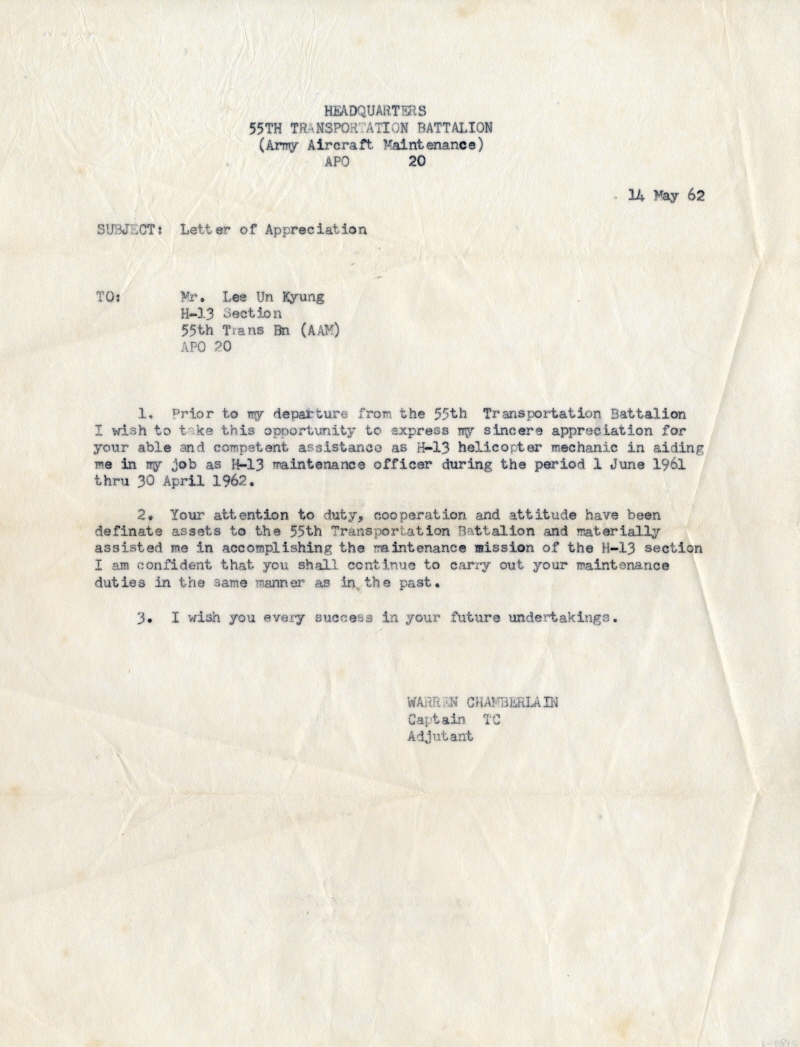 HEADQUARTERS
55TH TRANSPORTATION BATTALION
(Army Aircraft Maintenance)
APO 20
14 May 62
SUBJECT: Letter of Appreciation
TO: Mr. Lee Un Kyung
H-13 Section
55th Trans Bn (AAM)
APO 20
1. Prior to my departure from the 55th Transportation Battalion
I wish to take this opportunity to express my sincere appreciation for
your able and competent assistance as H-13 helicopter mechanic in aiding
me in my job as H-13 maintenance officer during the period 1 June 1961
thru 30 April 1962.
2. Your attention to duty, cooperation and attitude have been
definate assets to the 55th Transportation Battalion and materially
assisted me in accomplishing the maintenance mission of the H-13 section
I am confident that you shall continue to carry out your maintenance
duties in the same manner as in the past.
3. I wish you every success in your future undertakings.
WARREN CHAMBERLAIN
Captain TC
Adjutant